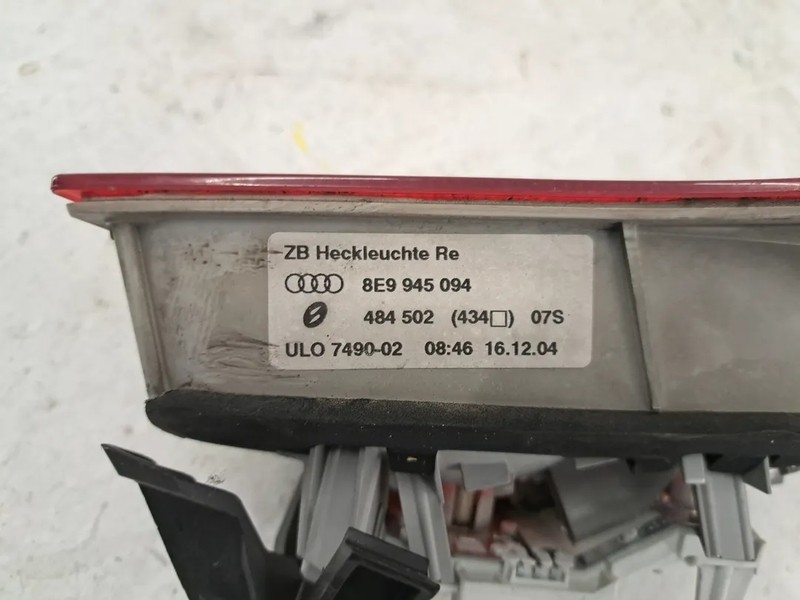 ZB Heckleuchte Re
8E9 945 094
484 502 (434□) 07S
ULO 7490-02 08:46 16.12.04